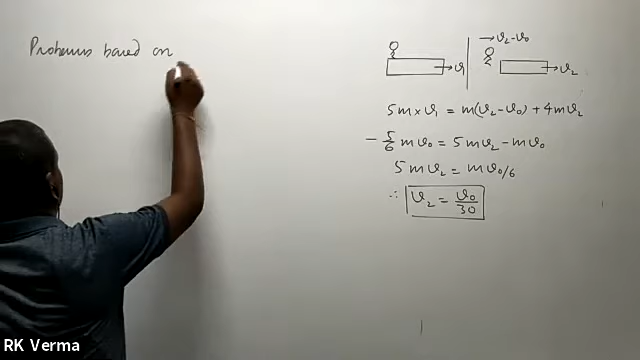 Problems based on
→ v₂-v₀
→ v₁
→ v₂
5m×v₁ = m(v₂-v₀) + 4mv₂
- 5/6 mv₀ = 5mv₂ - mv₀
5mv₂ = mv₀/6
∴ v₂ = v₀/30
RK Verma